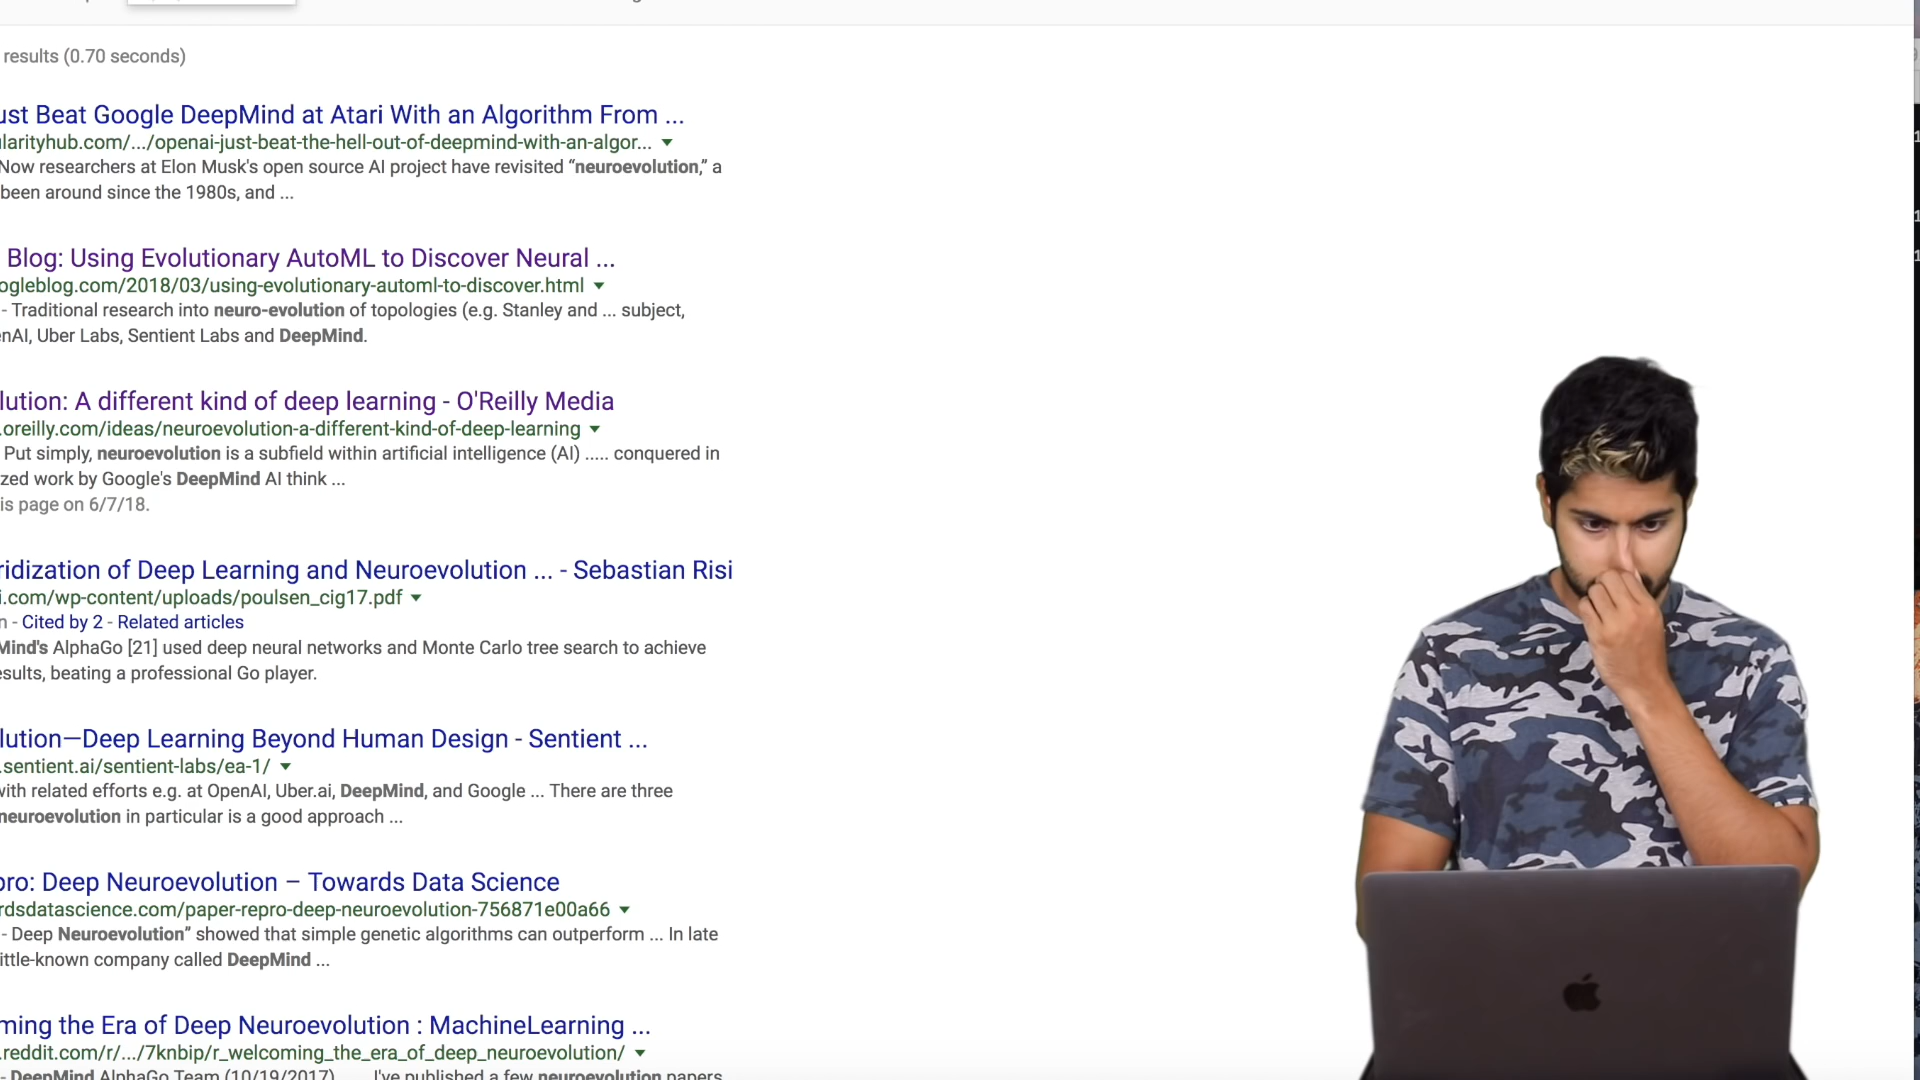 results (0.70 seconds)
ust Beat Google DeepMind at Atari With an Algorithm From ...
larityhub.com/.../openai-just-beat-the-hell-out-of-deepmind-with-an-algor...
Now researchers at Elon Musk's open source AI project have revisited “neuroevolution,” a
been around since the 1980s, and ...
Blog: Using Evolutionary AutoML to Discover Neural ...
ogleblog.com/2018/03/using-evolutionary-automl-to-discover.html
- Traditional research into neuro-evolution of topologies (e.g. Stanley and ... subject,
nAI, Uber Labs, Sentient Labs and DeepMind.
lution: A different kind of deep learning - O'Reilly Media
.oreilly.com/ideas/neuroevolution-a-different-kind-of-deep-learning
Put simply, neuroevolution is a subfield within artificial intelligence (AI) ..... conquered in
zed work by Google's DeepMind AI think ...
is page on 6/7/18.
ridization of Deep Learning and Neuroevolution ... - Sebastian Risi
i.com/wp-content/uploads/poulsen_cig17.pdf
n - Cited by 2 - Related articles
Mind's AlphaGo [21] used deep neural networks and Monte Carlo tree search to achieve
esults, beating a professional Go player.
lution—Deep Learning Beyond Human Design - Sentient ...
.sentient.ai/sentient-labs/ea-1/
with related efforts e.g. at OpenAI, Uber.ai, DeepMind, and Google ... There are three
neuroevolution in particular is a good approach ...
pro: Deep Neuroevolution – Towards Data Science
rdsdatascience.com/paper-repro-deep-neuroevolution-756871e00a66
- Deep Neuroevolution” showed that simple genetic algorithms can outperform ... In late
ittle-known company called DeepMind ...
ming the Era of Deep Neuroevolution : MachineLearning ...
.reddit.com/r/.../7knbip/r_welcoming_the_era_of_deep_neuroevolution/
- DeepMind AlphaGo Team (10/19/2017) ... I've published a few neuroevolution papers